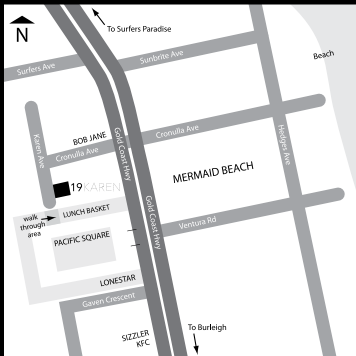 N
To Surfers Paradise
Surfers Ave
Sunbrite Ave
Beach
Karen Ave
BOB JANE
Cronulla Ave
Gold Coast Hwy
Cronulla Ave
Hedges Ave
MERMAID BEACH
19 KAREN
walk
through
area
LUNCH BASKET
Gold Coast Hwy
Ventura Rd
PACIFIC SQUARE
LONESTAR
Gaven Crescent
SIZZLER
KFC
To Burleigh